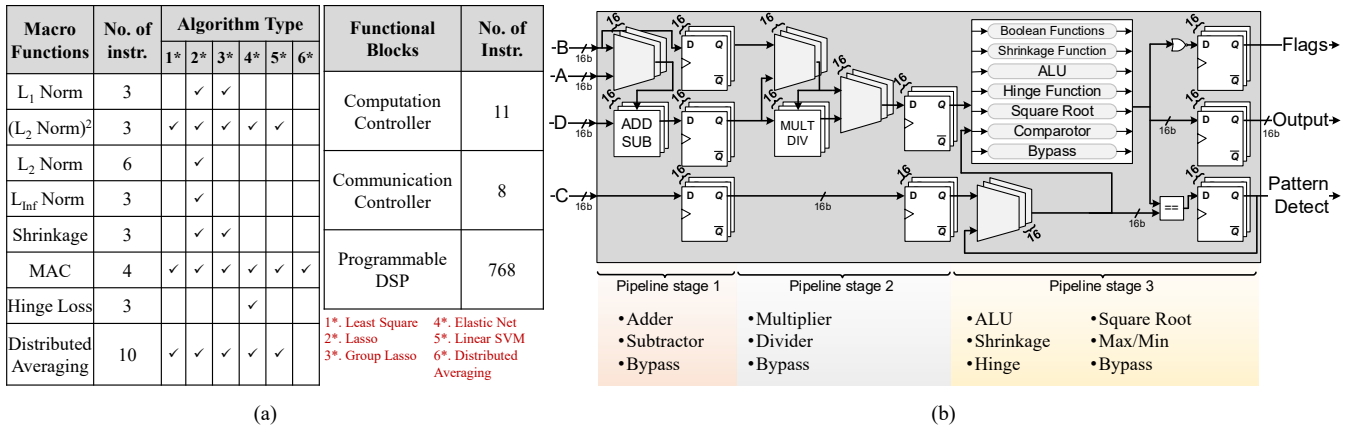 Macro Functions
No. of instr.
Algorithm Type
1* 2* 3* 4* 5* 6*
L1 Norm 3 ✓ ✓
(L2 Norm)2 3 ✓ ✓ ✓ ✓ ✓
L2 Norm 6 ✓
LInf Norm 3 ✓
Shrinkage 3 ✓ ✓
MAC 4 ✓ ✓ ✓ ✓ ✓ ✓
Hinge Loss 3 ✓
Distributed Averaging 10 ✓ ✓ ✓ ✓ ✓
Functional Blocks
No. of Instr.
Computation Controller 11
Communication Controller 8
Programmable DSP 768
1*. Least Square 4*. Elastic Net
2*. Lasso 5*. Linear SVM
3*. Group Lasso 6*. Distributed Averaging
(a)
-B
16b
-A
-D
16b
-C
16b
16
16
D Q
Q
16
ADD
SUB
16
D Q
Q
16
D Q
Q
16
16
MULT
DIV
16
16
D Q
Q
16b
16
D Q
Q
16
Boolean Functions
Shrinkage Function
ALU
Hinge Function
Square Root
Comparotor
Bypass
16b
16b
==
16
D Q
Q
Flags
16
D Q
Q
16b
Output
16
D Q
Q
Pattern
Detect
Pipeline stage 1
Pipeline stage 2
Pipeline stage 3
•Adder
•Subtractor
•Bypass
•Multiplier
•Divider
•Bypass
•ALU
•Shrinkage
•Hinge
•Square Root
•Max/Min
•Bypass
(b)